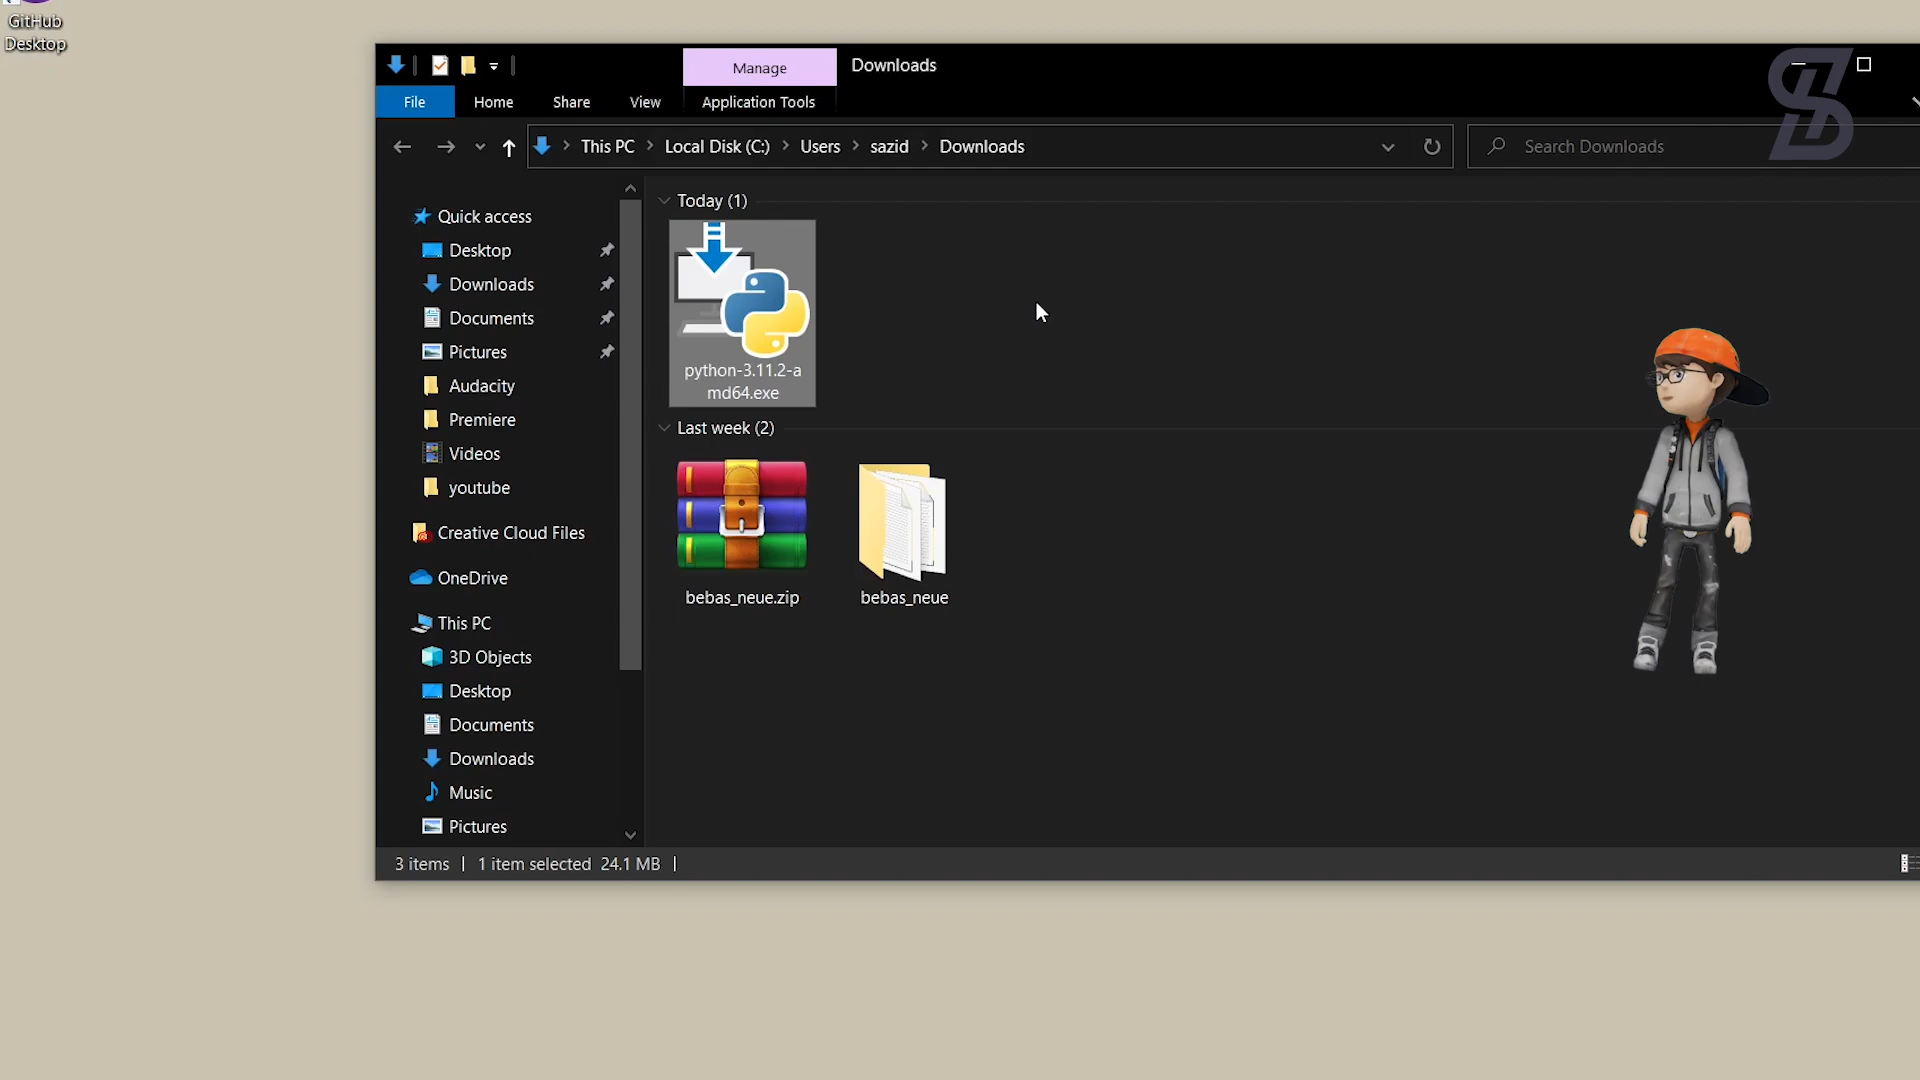 GitHub
Desktop
Manage
Downloads
File
Home
Share
View
Application Tools
This PC
Local Disk (C:)
Users
sazid
Downloads
Search Downloads
Quick access
Desktop
Downloads
Documents
Pictures
Audacity
Premiere
Videos
youtube
Creative Cloud Files
OneDrive
This PC
3D Objects
Desktop
Documents
Downloads
Music
Pictures
Today (1)
python-3.11.2-a
md64.exe
Last week (2)
bebas_neue.zip
bebas_neue
3 items
1 item selected 24.1 MB